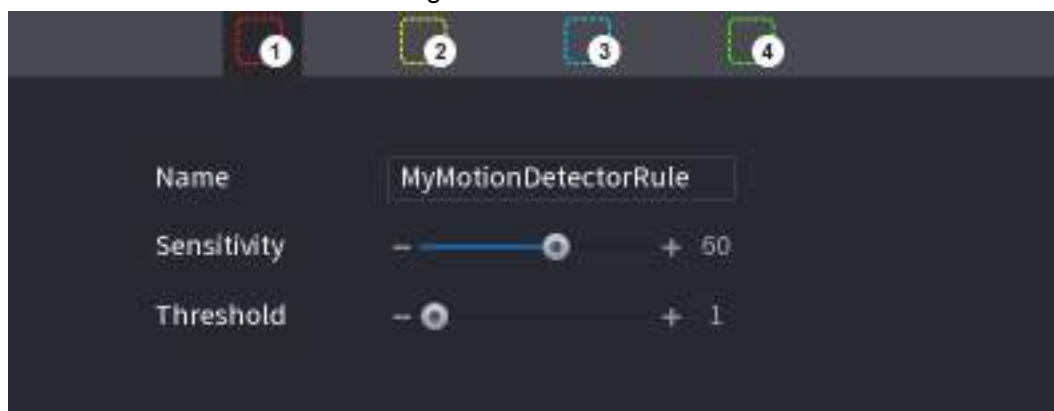 1 2 3 4
Name MyMotionDetectorRule
Sensitivity - + 60
Threshold - + 1